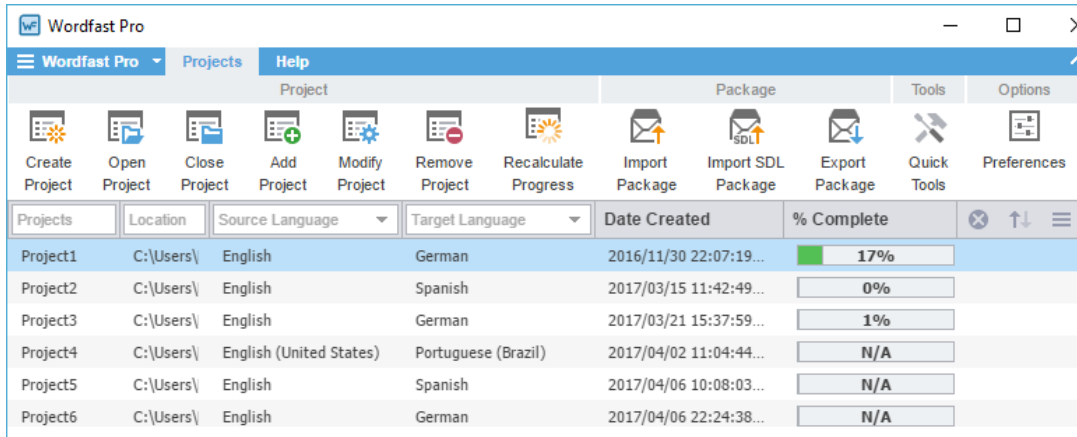 WF Wordfast Pro
Wordfast Pro Projects Help
Project Package Tools Options
Create Open Close Add Modify Remove Recalculate Import Import SDL Export Quick Preferences
Project Project Project Project Project Project Progress Package Package Package Tools
SDL
Projects Location Source Language Target Language Date Created % Complete
Project1 C:\Users\ English German 2016/11/30 22:07:19... 17%
Project2 C:\Users\ English Spanish 2017/03/15 11:42:49... 0%
Project3 C:\Users\ English German 2017/03/21 15:37:59... 1%
Project4 C:\Users\ English (United States) Portuguese (Brazil) 2017/04/02 11:04:44... N/A
Project5 C:\Users\ English Spanish 2017/04/06 10:08:03... N/A
Project6 C:\Users\ English German 2017/04/06 22:24:38... N/A